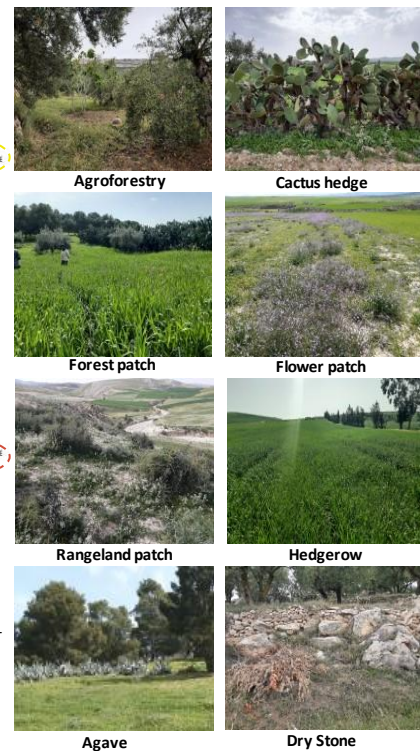 Agroforestry
Cactus hedge
Forest patch
Flower patch
Rangeland patch
Hedgerow
Agave
Dry Stone